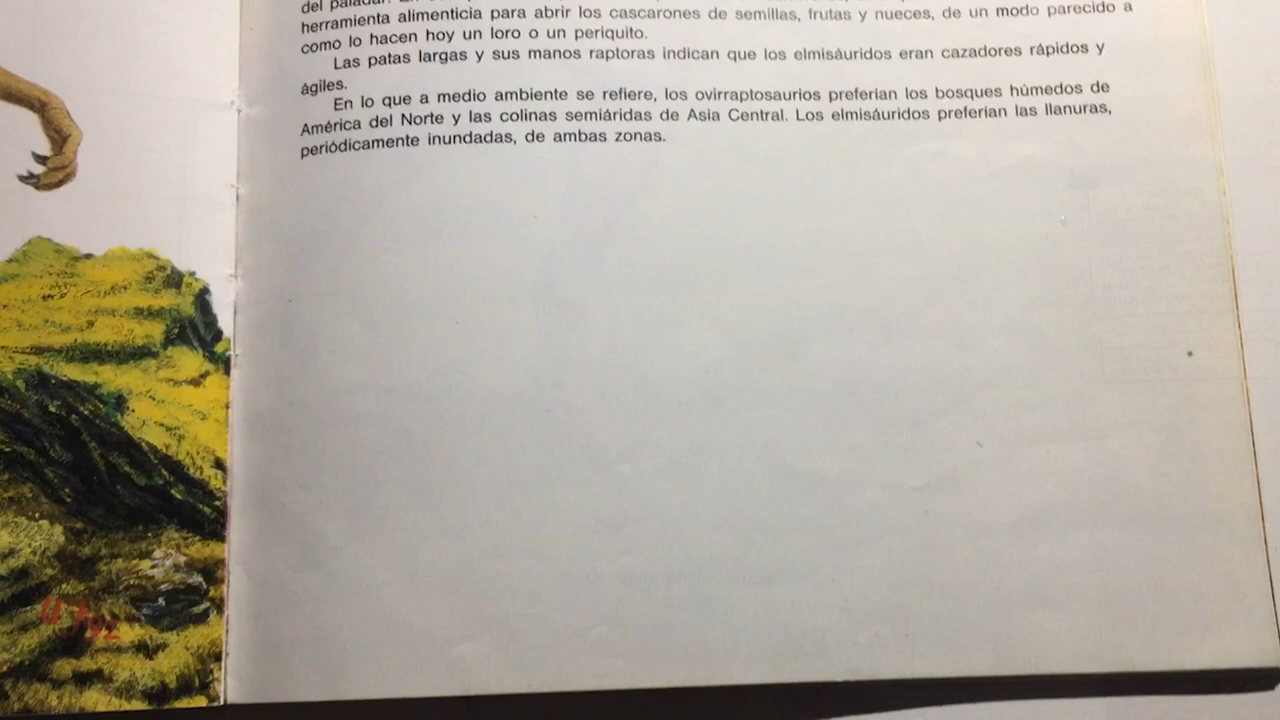 del paladar.
herramienta alimenticia para abrir los cascarones de semillas, frutas y nueces, de un modo parecido a
como lo hacen hoy un loro o un periquito.
Las patas largas y sus manos raptoras indican que los elmisáuridos eran cazadores rápidos y
ágiles.
En lo que a medio ambiente se refiere, los ovirraptosaurios preferían los bosques húmedos de
América del Norte y las colinas semiáridas de Asia Central. Los elmisáuridos preferían las llanuras,
periódicamente inundadas, de ambas zonas.